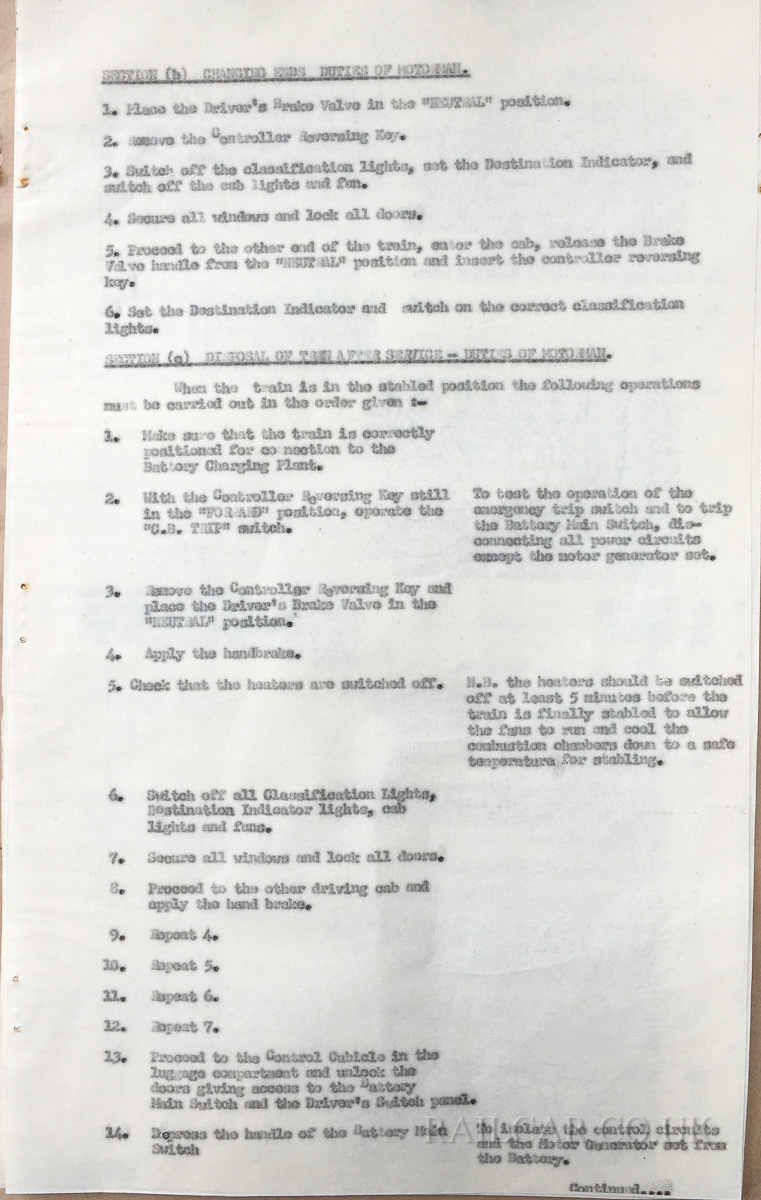 SECTION (b) CHANGING ENDS DUTIES OF MOTORMAN.
1. Place the Driver's Brake Valve in the "NEUTRAL" position.
2. Remove the Controller Reversing Key.
3. Switch off the classification lights, set the Destination Indicator, and
switch off the cab lights and fan.
4. Secure all windows and lock all doors.
5. Proceed to the other end of the train, enter the cab, release the Brake
Valve handle from the "NEUTRAL" position and insert the controller reversing
key.
6. Set the Destination Indicator and switch on the correct classification
lights.
SECTION (c) DISPOSAL OF TREN AFTER SERVICE - DUTIES OF MOTORMAN.
When the train is in the stabled position the following operations
must be carried out in the order given :-
1. Make sure that the train is correctly
positioned for connection to the
Battery Charging Plant.
2. With the Controller Reversing Key still
in the "FORWARD" position, operate the
"C.B. TRIP" switch.
To test the operation of the
emergency trip switch and to trip
the Battery Main Switch, dis-
connecting all power circuits
except the motor generator set.
3. Remove the Controller Reversing Key and
place the Driver's Brake Valve in the
"NEUTRAL" position.
4. Apply the handbrake.
5. Check that the heaters are switched off.
N.B. the heaters should be switched
off at least 5 minutes before the
train is finally stabled to allow
the fans to run and cool the
combustion chambers down to a safe
temperature for stabling.
6. Switch off all Classification Lights,
Destination Indicator lights, cab
lights and fans.
7. Secure all windows and lock all doors.
8. Proceed to the other driving cab and
apply the hand brake.
9. Repeat 4.
10. Repeat 5.
11. Repeat 6.
12. Repeat 7.
13. Proceed to the Control Cubicle in the
luggage compartment and unlock the
doors giving access to the Battery
Main Switch and the Driver's Switch panel.
14. Depress the handle of the Battery Main
Switch
To isolate the control circuits
and the Motor Generator set from
the Battery.
Continued....
RAILCAR.CO.UK